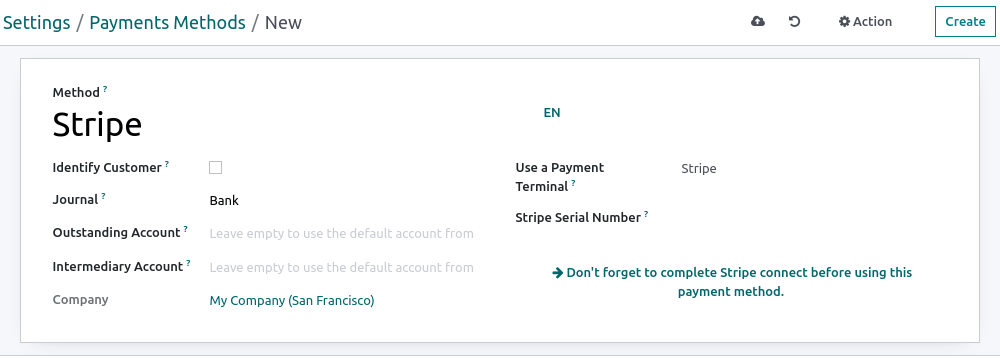 Settings / Payments Methods / New
Action
Create
Method ?
Stripe
EN
Identify Customer ?
Journal ? Bank
Outstanding Account ? Leave empty to use the default account from
Intermediary Account ? Leave empty to use the default account from
Company My Company (San Francisco)
Use a Payment Stripe
Terminal ?
Stripe Serial Number ?
Don't forget to complete Stripe connect before using this
payment method.